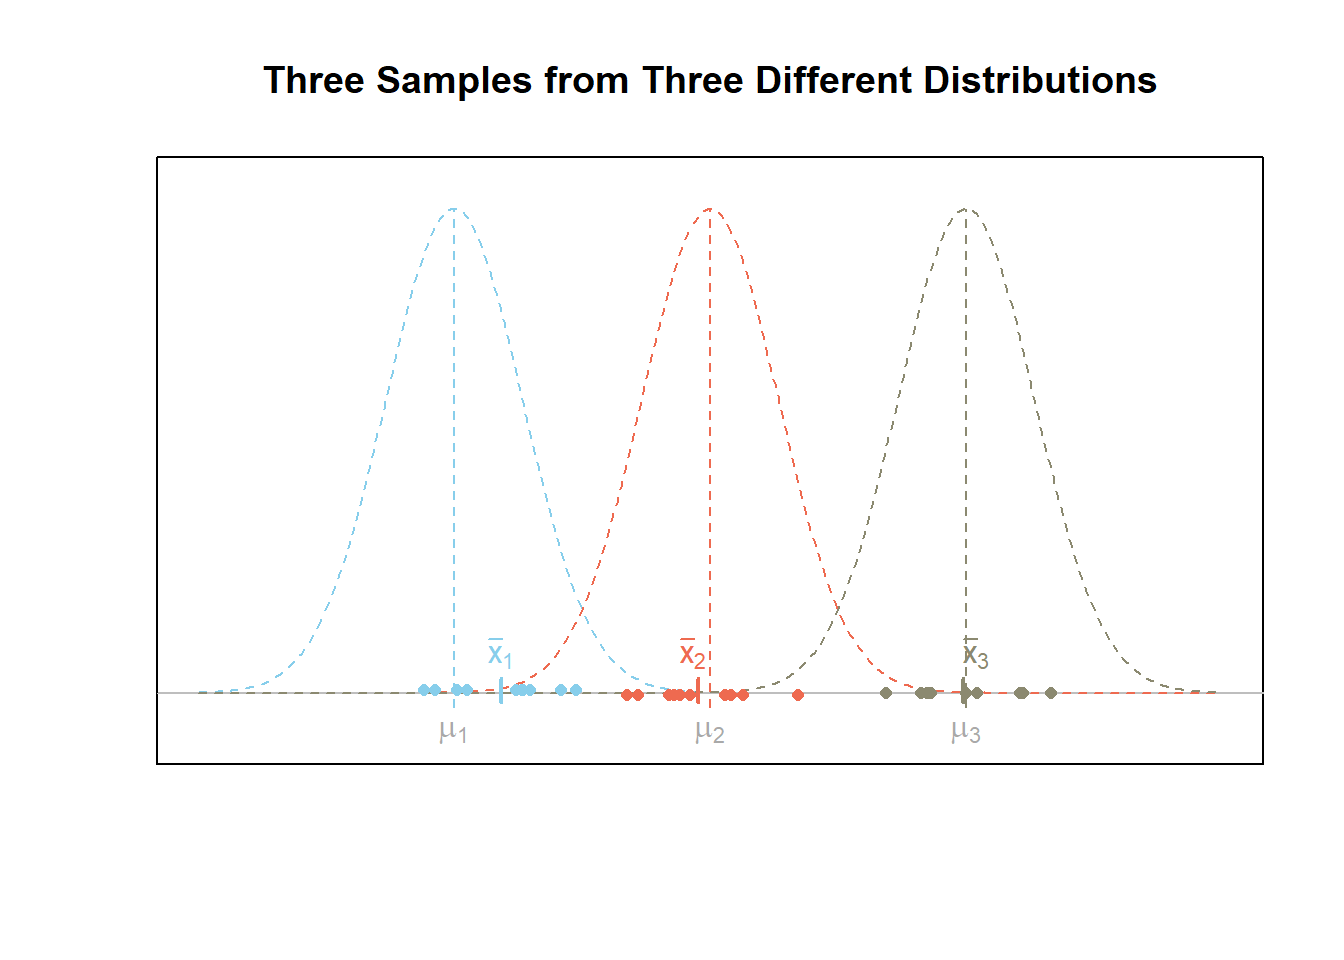 Three Samples from Three Different Distributions
x̄₁ x̄₂ x̄₃
μ₁ μ₂ μ₃